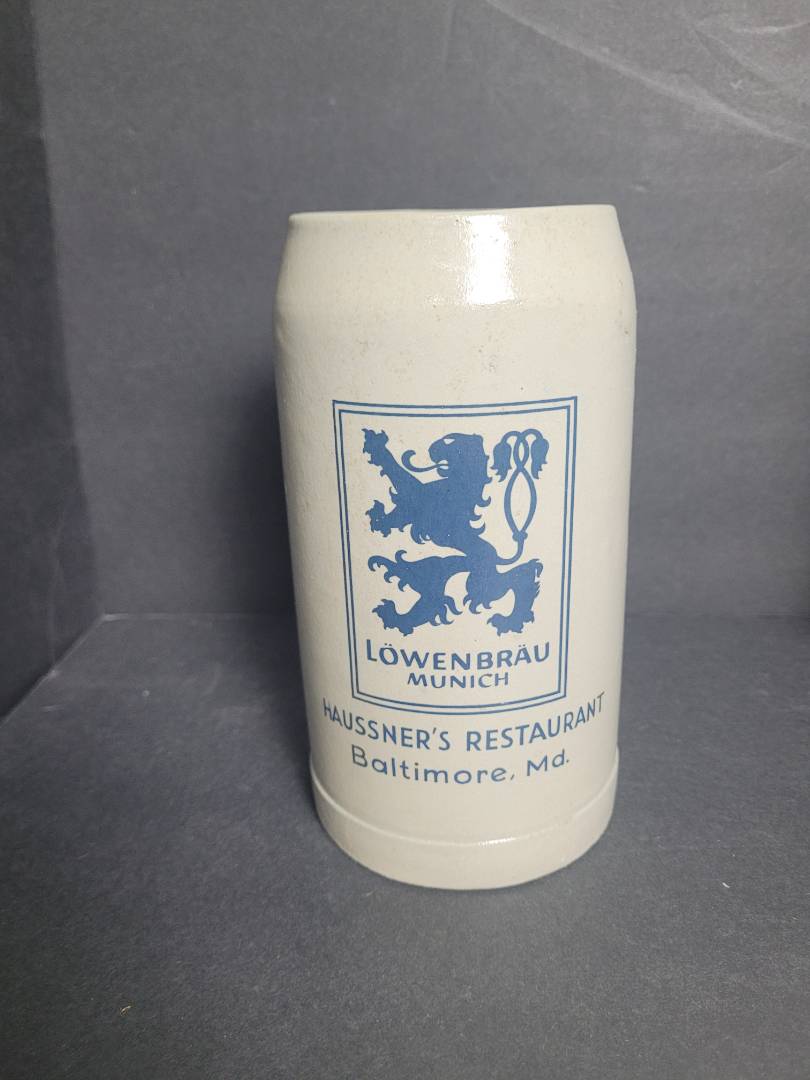 LÖWENBRÄU
MUNICH
HAUSSNER'S RESTAURANT
Baltimore, Md.